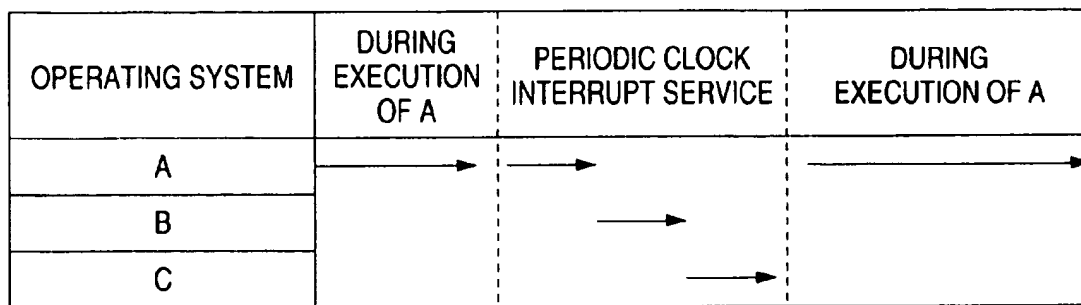 OPERATING SYSTEM
DURING
EXECUTION
OF A
PERIODIC CLOCK
INTERRUPT SERVICE
DURING
EXECUTION OF A
A
B
C